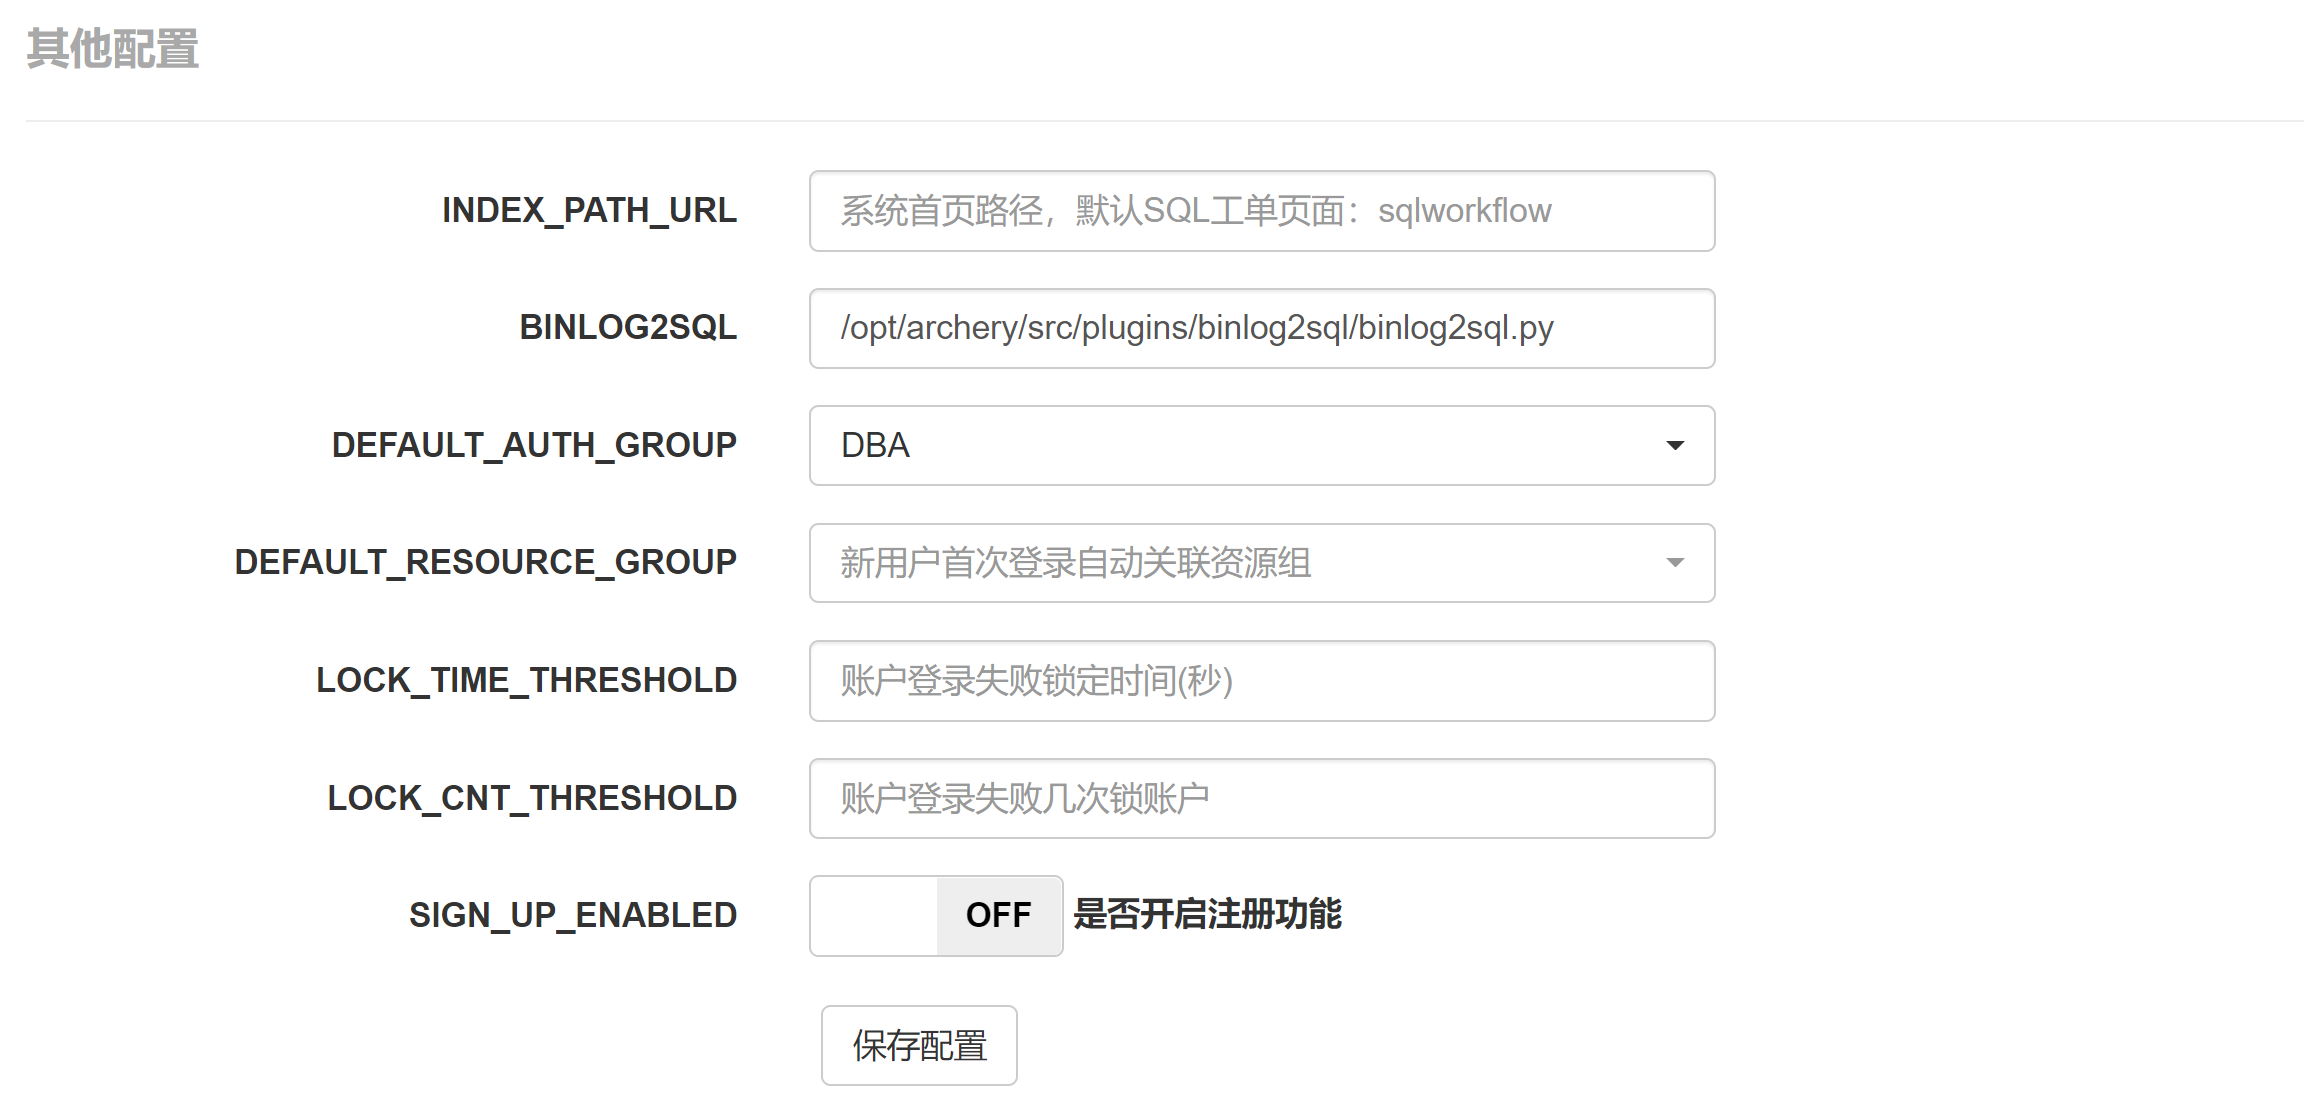 其他配置
INDEX_PATH_URL 系统首页路径，默认SQL工单页面：sqlworkflow
BINLOG2SQL /opt/archery/src/plugins/binlog2sql/binlog2sql.py
DEFAULT_AUTH_GROUP DBA
DEFAULT_RESOURCE_GROUP 新用户首次登录自动关联资源组
LOCK_TIME_THRESHOLD 账户登录失败锁定时间(秒)
LOCK_CNT_THRESHOLD 账户登录失败几次锁账户
SIGN_UP_ENABLED OFF 是否开启注册功能
保存配置